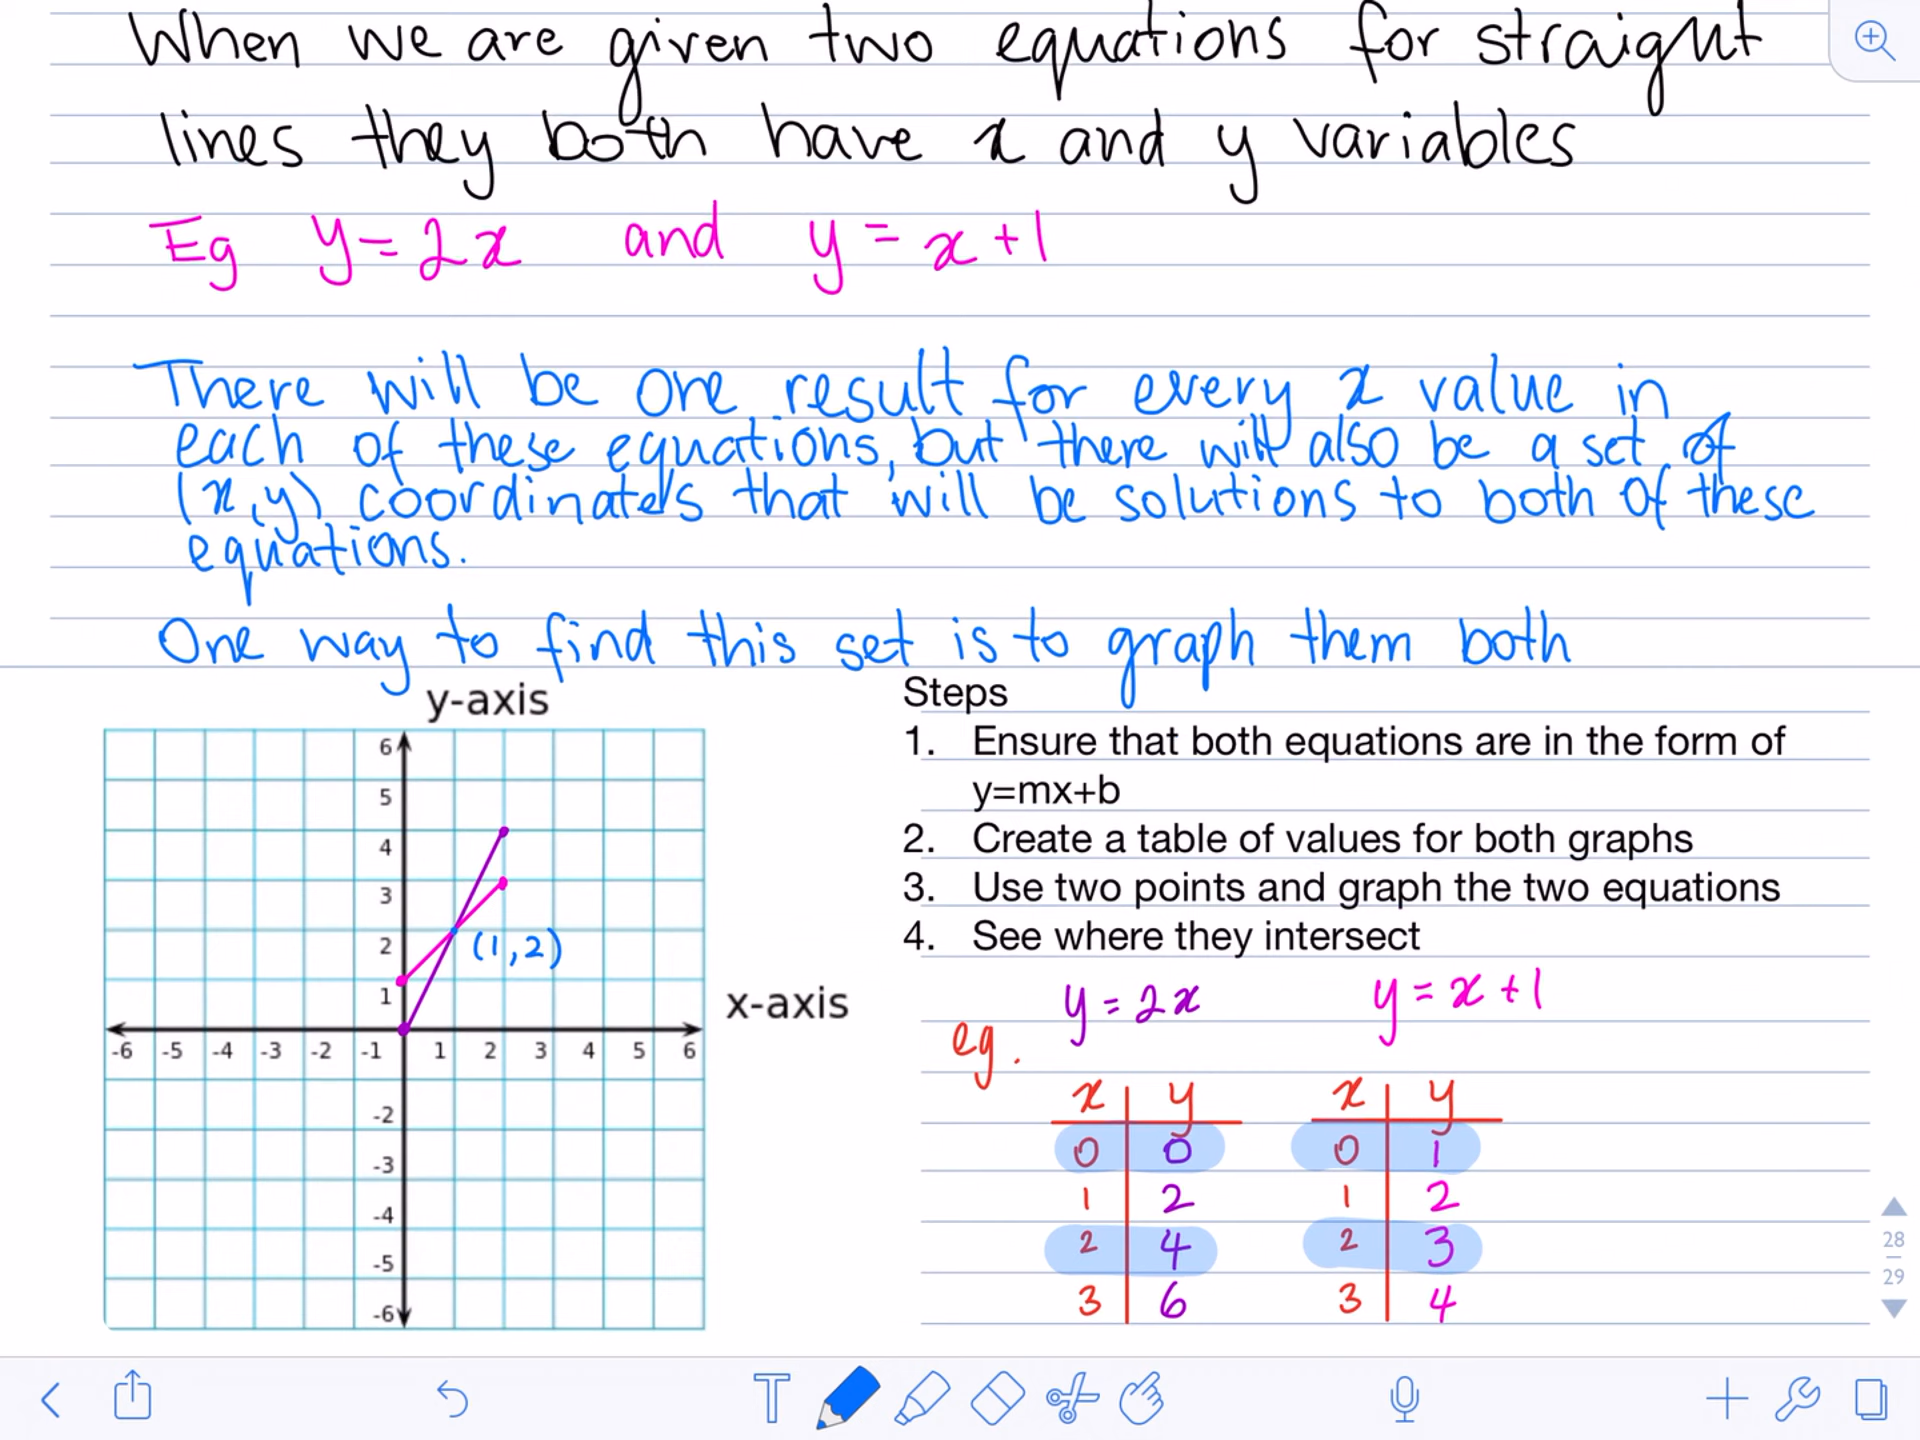 When we are given two equations for straight
lines they both have x and y variables
Eg y=2x and y=x+1
There will be one result for every x value in
each of these equations, but there will also be a set of
(x,y) coordinates that will be solutions to both of these
equations.
One way to find this set is to graph them both
y-axis
6
5
4
3
2
(1,2)
1
x-axis
-6 -5 -4 -3 -2 -1 1 2 3 4 5 6
-2
-3
-4
-5
-6
Steps
1. Ensure that both equations are in the form of
y=mx+b
2. Create a table of values for both graphs
3. Use two points and graph the two equations
4. See where they intersect
eg.
y=2x
x y
0 0
1 2
2 4
3 6
y=x+1
x y
0 1
1 2
2 3
3 4
28
29
T